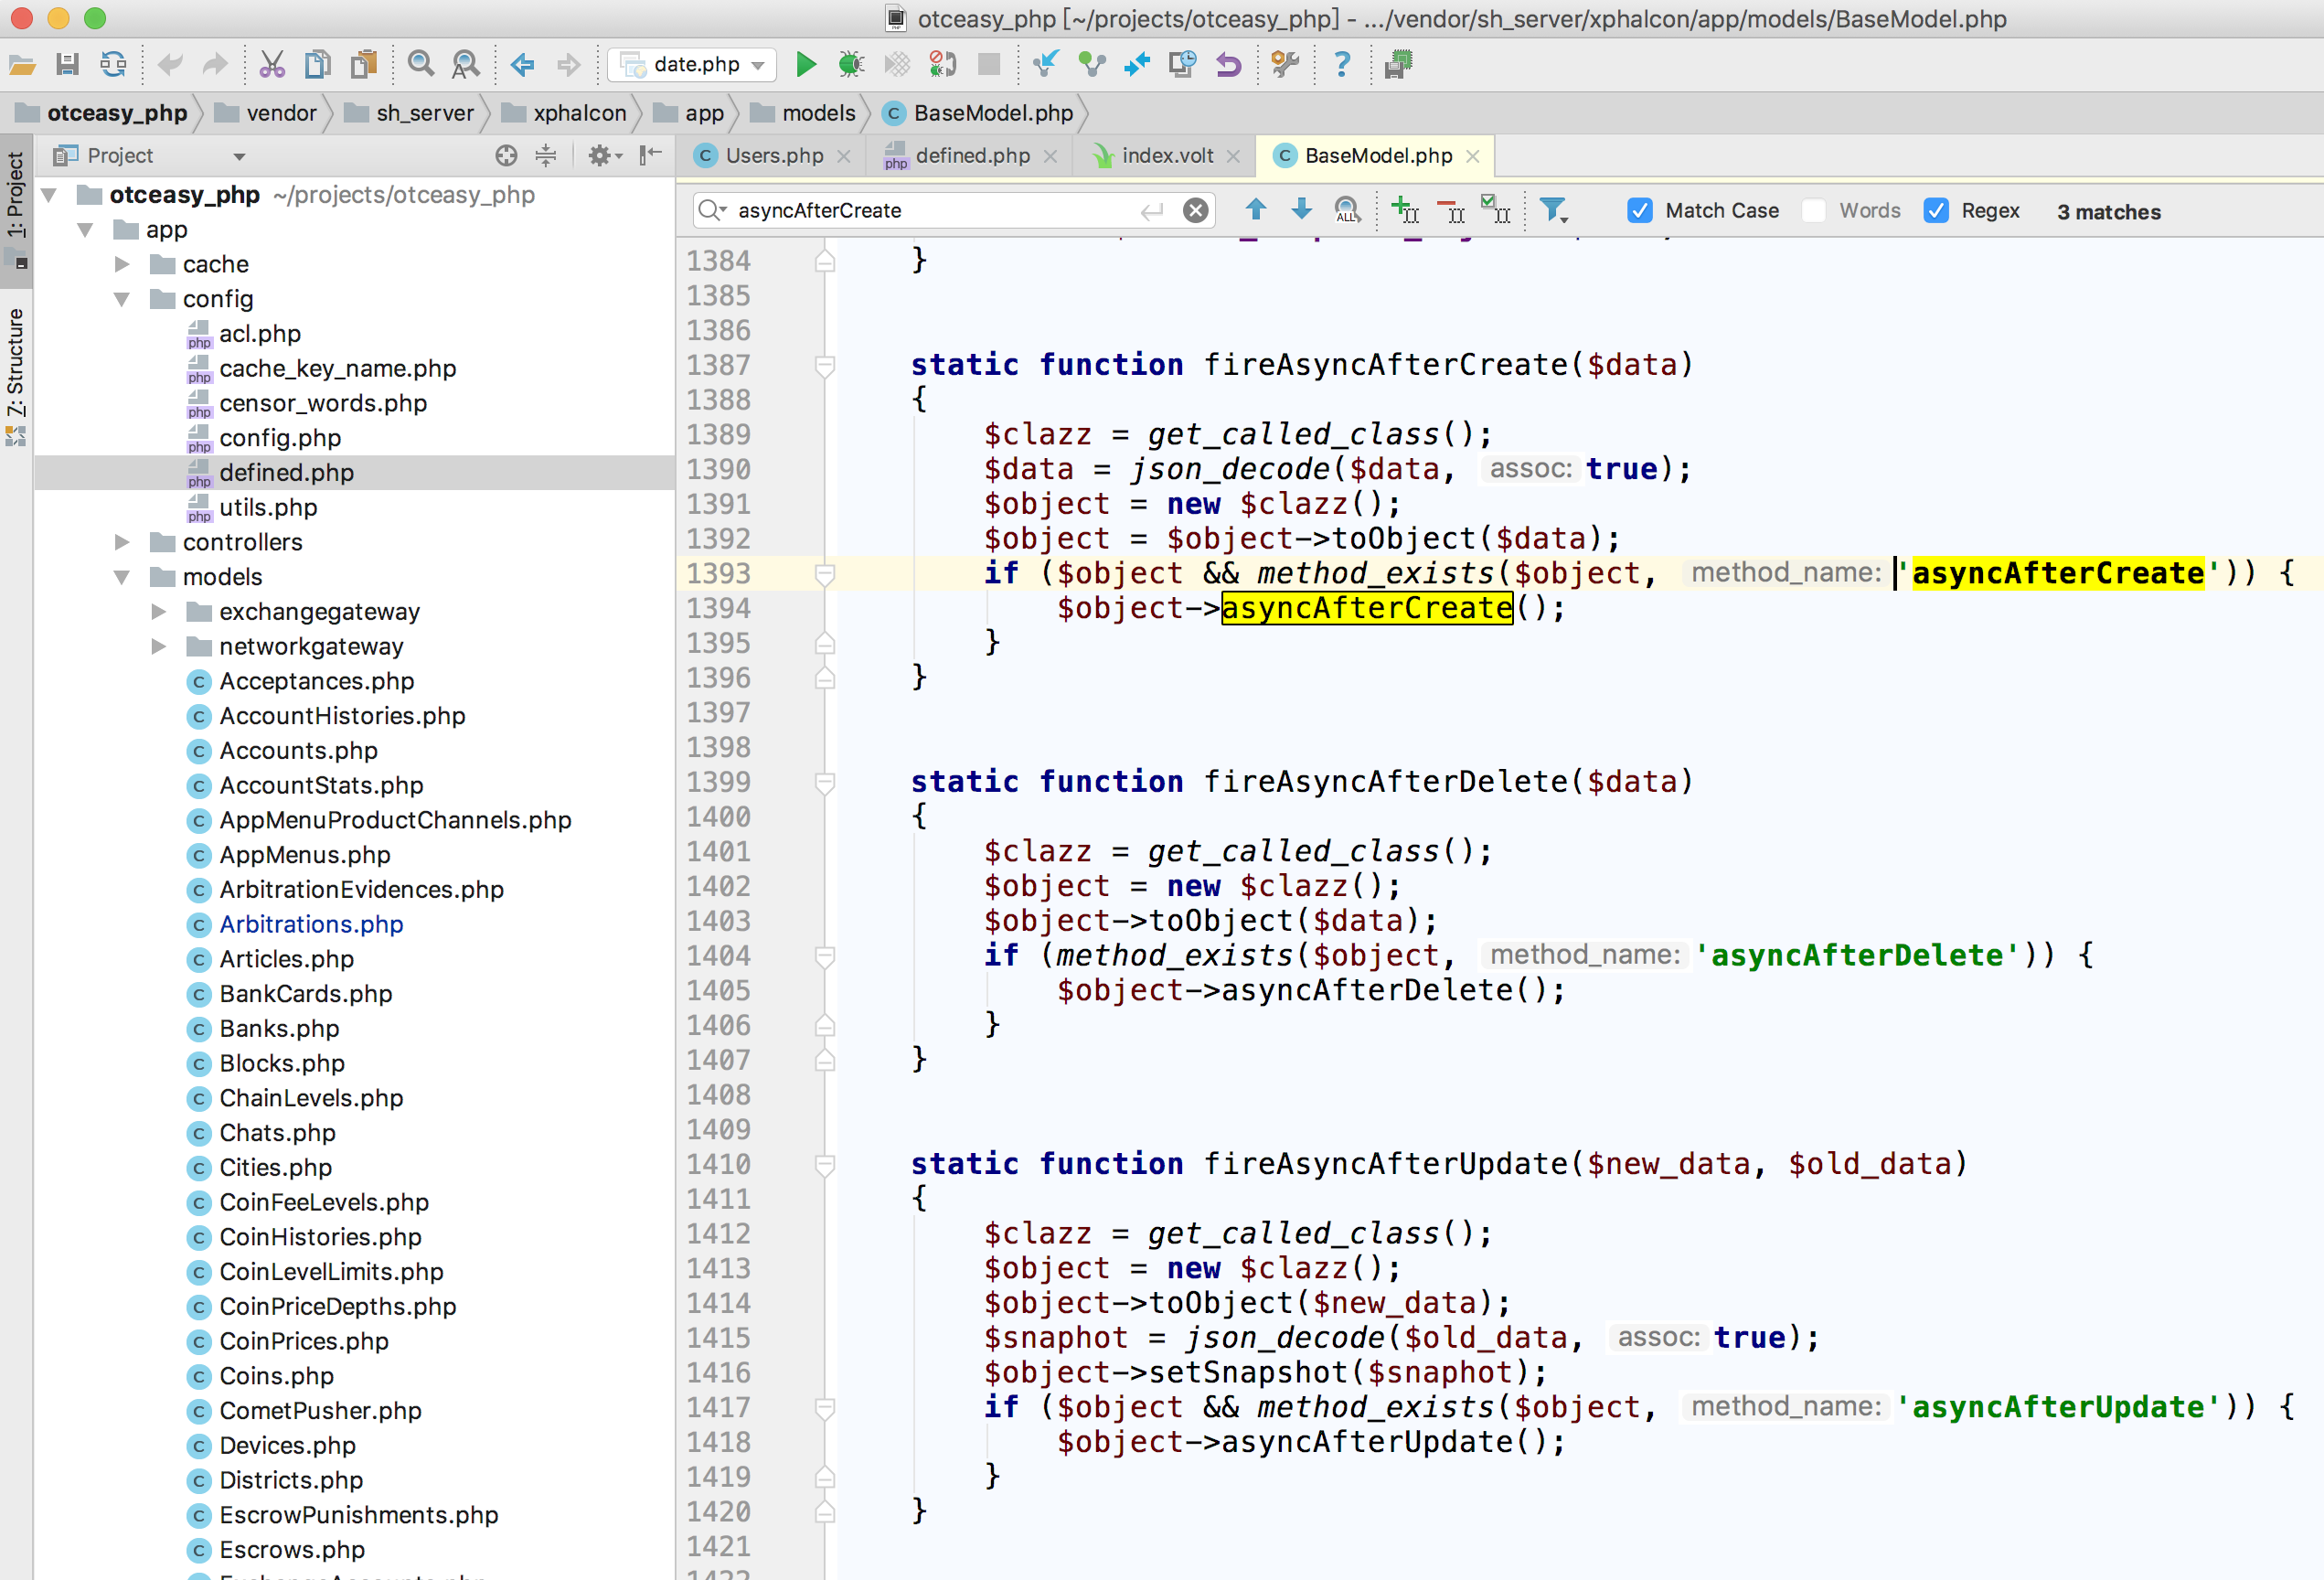 otceasy_php [~/projects/otceasy_php] - .../vendor/sh_server/xphalcon/app/models/BaseModel.php
date.php
otceasy_php vendor sh_server xphalcon app models BaseModel.php
1: Project
Z: Structure
Project
otceasy_php ~/projects/otceasy_php
app
cache
config
acl.php
cache_key_name.php
censor_words.php
config.php
defined.php
utils.php
controllers
models
exchangegateway
networkgateway
Acceptances.php
AccountHistories.php
Accounts.php
AccountStats.php
AppMenuProductChannels.php
AppMenus.php
ArbitrationEvidences.php
Arbitrations.php
Articles.php
BankCards.php
Banks.php
Blocks.php
ChainLevels.php
Chats.php
Cities.php
CoinFeeLevels.php
CoinHistories.php
CoinLevelLimits.php
CoinPriceDepths.php
CoinPrices.php
Coins.php
CometPusher.php
Devices.php
Districts.php
EscrowPunishments.php
Escrows.php
Users.php defined.php index.volt BaseModel.php
asyncAfterCreate Match Case Words Regex 3 matches
1384 }
1385
1386
1387 static function fireAsyncAfterCreate($data)
1388 {
1389 $clazz = get_called_class();
1390 $data = json_decode($data, assoc: true);
1391 $object = new $clazz();
1392 $object = $object->toObject($data);
1393 if ($object && method_exists($object, method_name: 'asyncAfterCreate')) {
1394 $object->asyncAfterCreate();
1395 }
1396 }
1397
1398
1399 static function fireAsyncAfterDelete($data)
1400 {
1401 $clazz = get_called_class();
1402 $object = new $clazz();
1403 $object->toObject($data);
1404 if (method_exists($object, method_name: 'asyncAfterDelete')) {
1405 $object->asyncAfterDelete();
1406 }
1407 }
1408
1409
1410 static function fireAsyncAfterUpdate($new_data, $old_data)
1411 {
1412 $clazz = get_called_class();
1413 $object = new $clazz();
1414 $object->toObject($new_data);
1415 $snaphot = json_decode($old_data, assoc: true);
1416 $object->setSnapshot($snaphot);
1417 if ($object && method_exists($object, method_name: 'asyncAfterUpdate')) {
1418 $object->asyncAfterUpdate();
1419 }
1420 }
1421